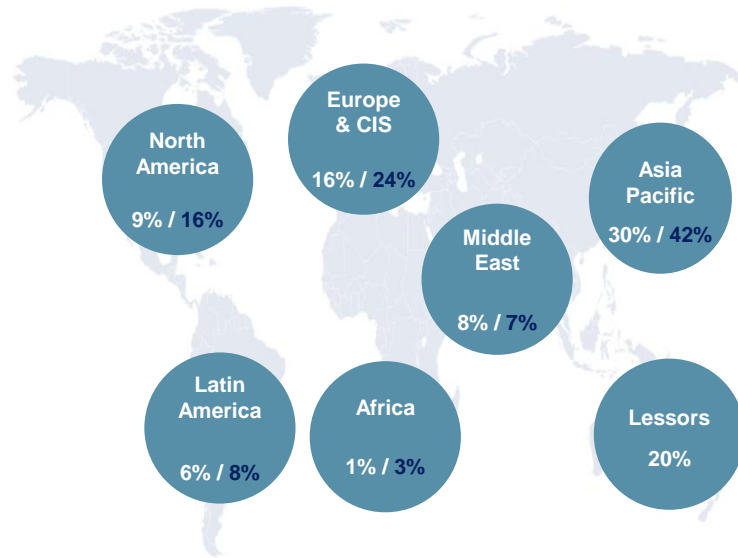 Europe
& CIS
16% / 24%
North
America
9% / 16%
Asia
Pacific
30% / 42%
Middle
East
8% / 7%
Latin
America
6% / 8%
Africa
1% / 3%
Lessors
20%